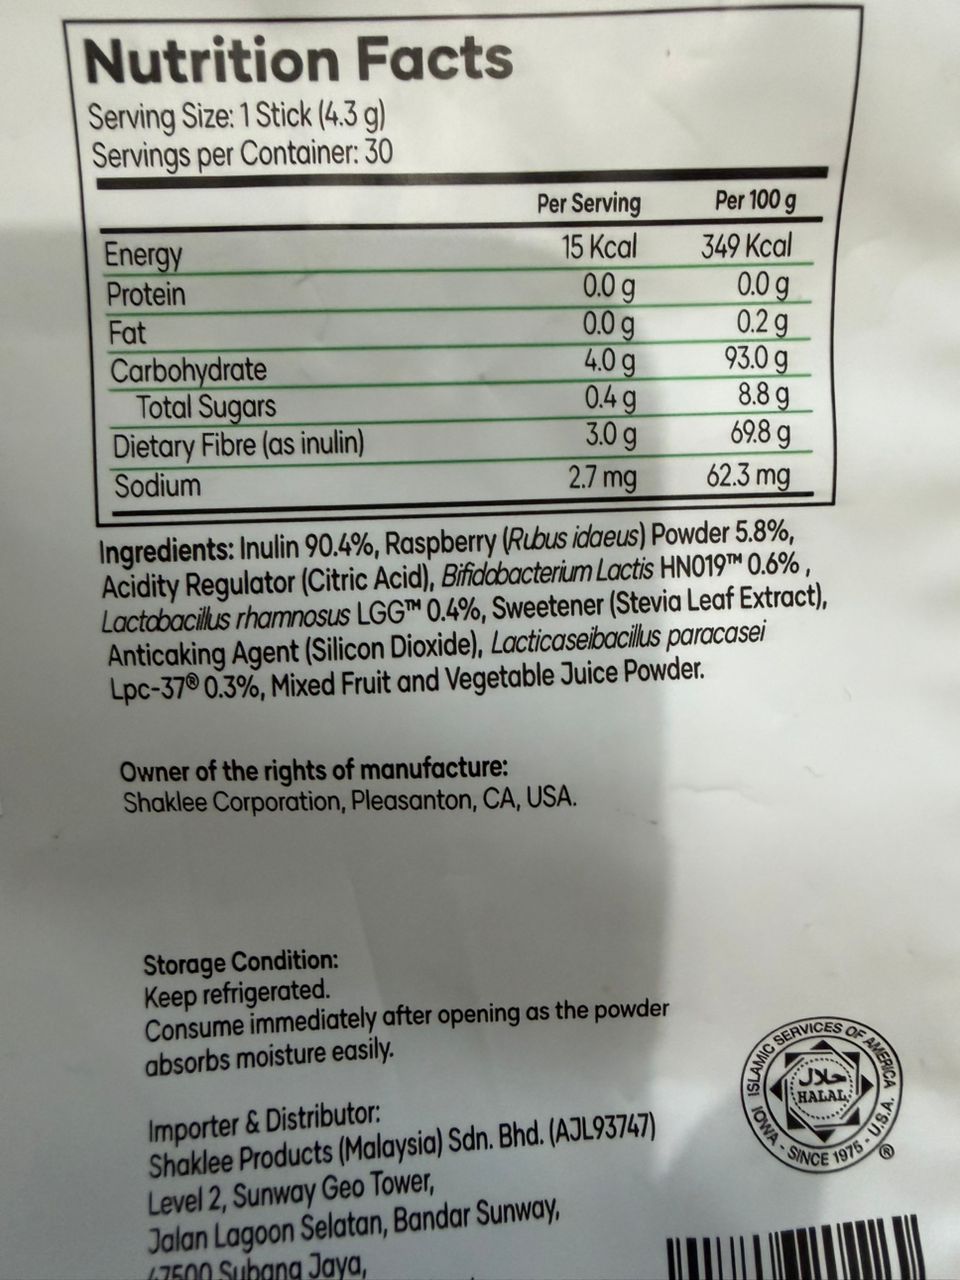 Nutrition Facts
Serving Size: 1 Stick (4.3 g)
Servings per Container: 30
Per Serving Per 100 g
Energy 15 Kcal 349 Kcal
Protein 0.0 g 0.0 g
Fat 0.0 g 0.2 g
Carbohydrate 4.0 g 93.0 g
Total Sugars 0.4 g 8.8 g
Dietary Fibre (as inulin) 3.0 g 69.8 g
Sodium 2.7 mg 62.3 mg
Ingredients: Inulin 90.4%, Raspberry (Rubus idaeus) Powder 5.8%,
Acidity Regulator (Citric Acid), Bifidobacterium Lactis HN019™ 0.6% ,
Lactobacillus rhamnosus LGG™ 0.4%, Sweetener (Stevia Leaf Extract),
Anticaking Agent (Silicon Dioxide), Lacticaseibacillus paracasei
Lpc-37® 0.3%, Mixed Fruit and Vegetable Juice Powder.
Owner of the rights of manufacture:
Shaklee Corporation, Pleasanton, CA, USA.
Storage Condition:
Keep refrigerated.
Consume immediately after opening as the powder
absorbs moisture easily.
ISLAMIC SERVICES OF AMERICA
حلال
HALAL
IOWA - SINCE 1975 - U.S.A. ®
Importer & Distributor:
Shaklee Products (Malaysia) Sdn. Bhd. (AJL93747)
Level 2, Sunway Geo Tower,
Jalan Lagoon Selatan, Bandar Sunway,
47500 Subang Jaya,